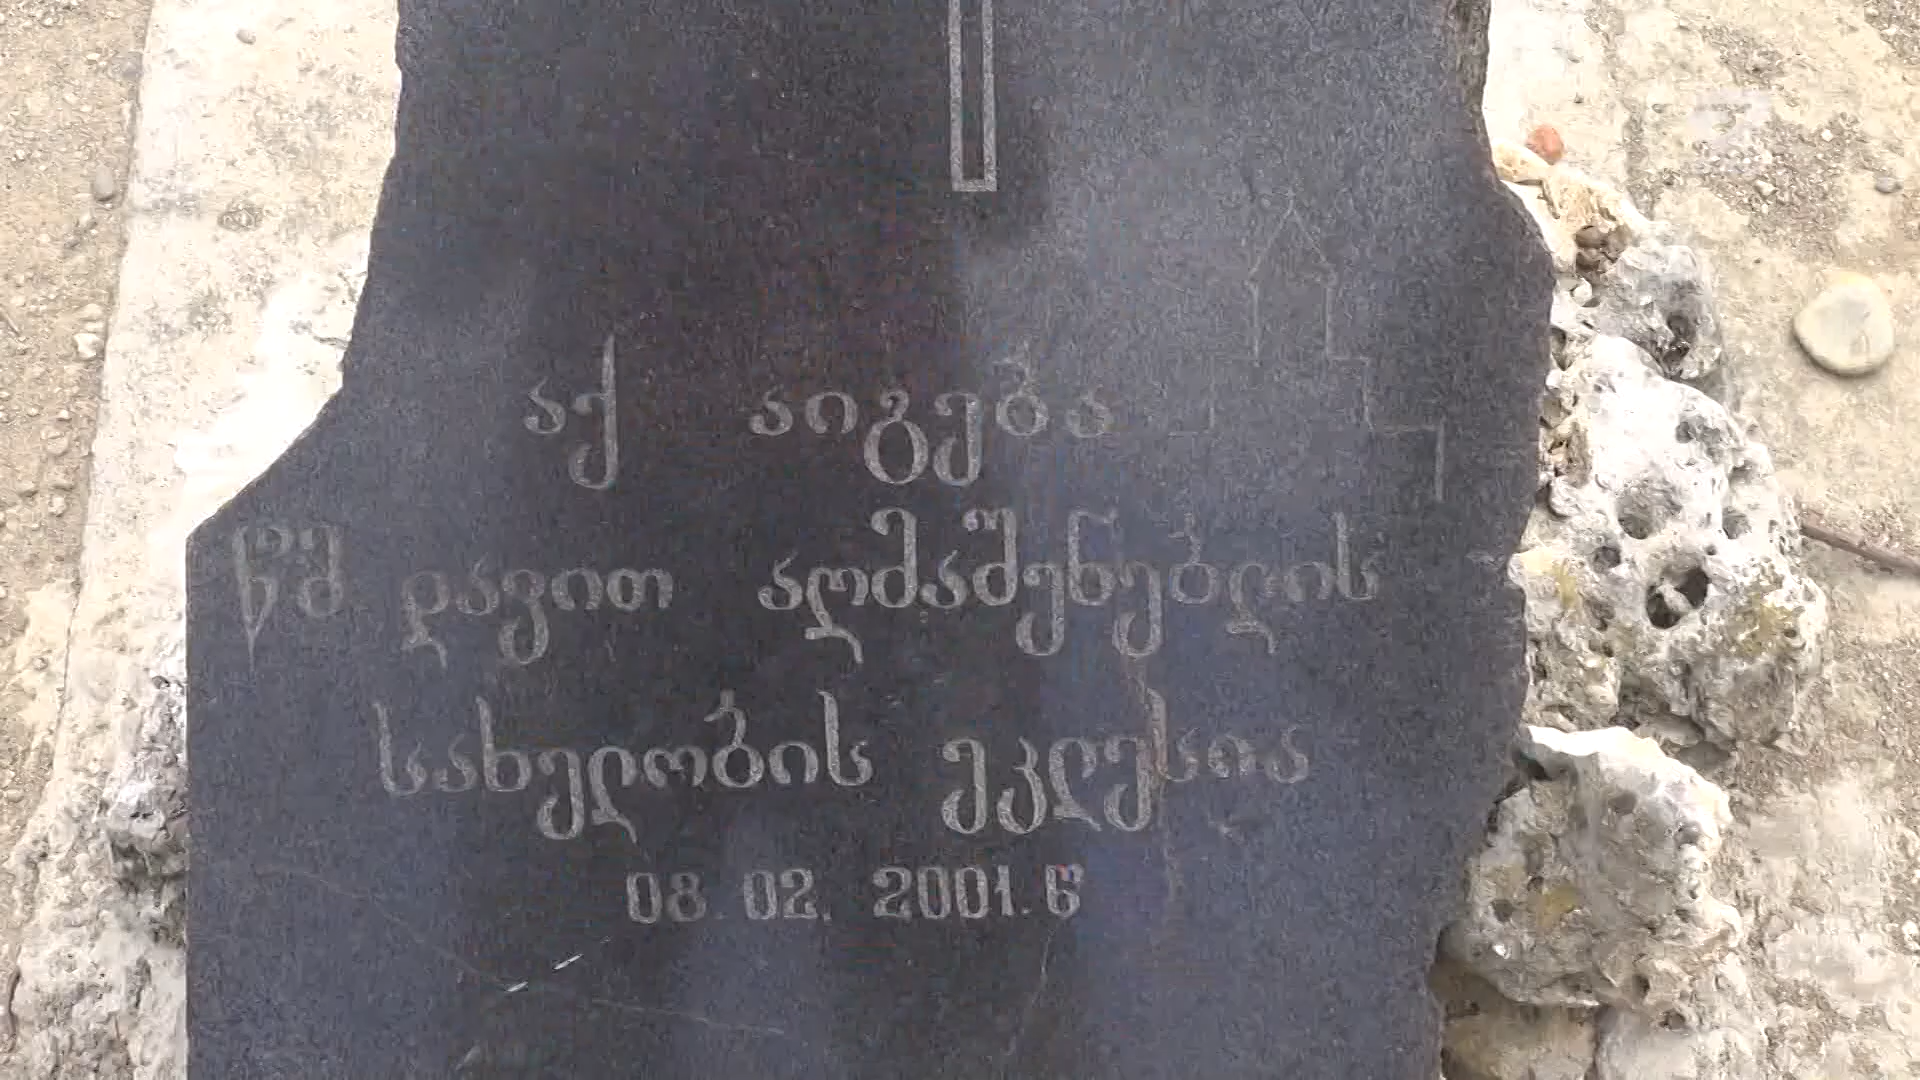 აქ აიგება
წმ დავით აღმაშენებლის
სახელობის ეკლესია
08. 02. 2001. წ